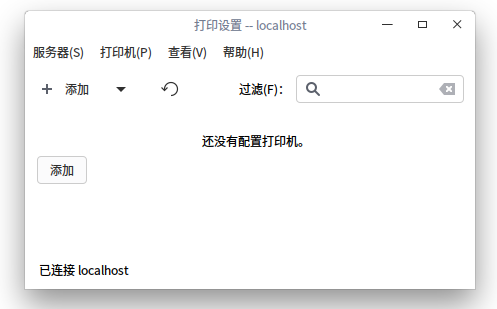 打印设置 -- localhost
服务器(S) 打印机(P) 查看(V) 帮助(H)
添加 过滤(F)：
还没有配置打印机。
添加
已连接 localhost